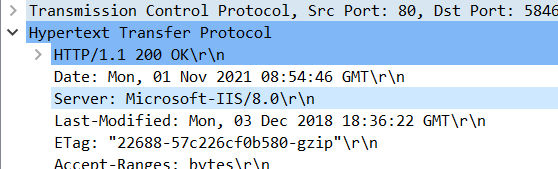 Transmission Control Protocol, Src Port: 80, Dst Port: 5846
Hypertext Transfer Protocol
HTTP/1.1 200 OK\r\n
Date: Mon, 01 Nov 2021 08:54:46 GMT\r\n
Server: Microsoft-IIS/8.0\r\n
Last-Modified: Mon, 03 Dec 2018 18:36:22 GMT\r\n
ETag: "22688-57c226cf0b580-gzip"\r\n
Accept-Ranges: bytes\r\n